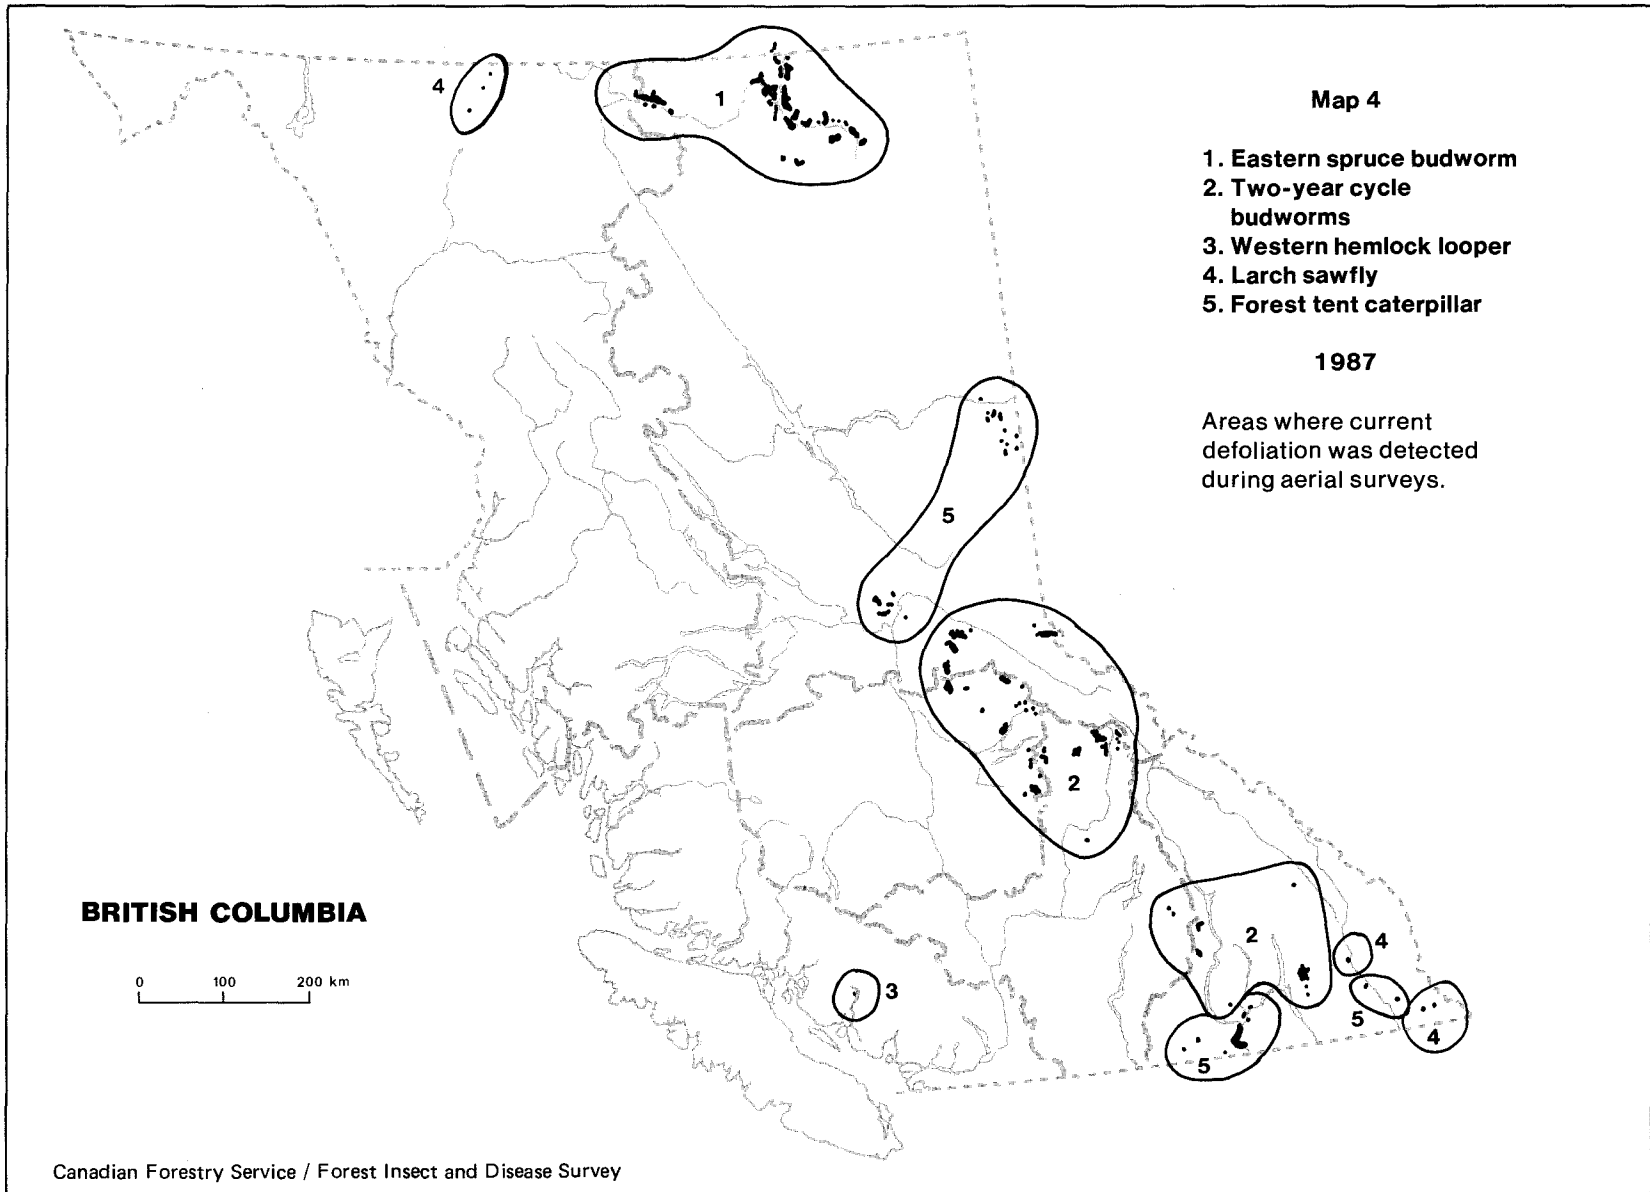 4
1
Map 4
1. Eastern spruce budworm
2. Two-year cycle
budworms
3. Western hemlock looper
4. Larch sawfly
5. Forest tent caterpillar
1987
Areas where current
defoliation was detected
during aerial surveys.
5
2
BRITISH COLUMBIA
0 100 200 km
2
4
3
5
4
5
Canadian Forestry Service / Forest Insect and Disease Survey